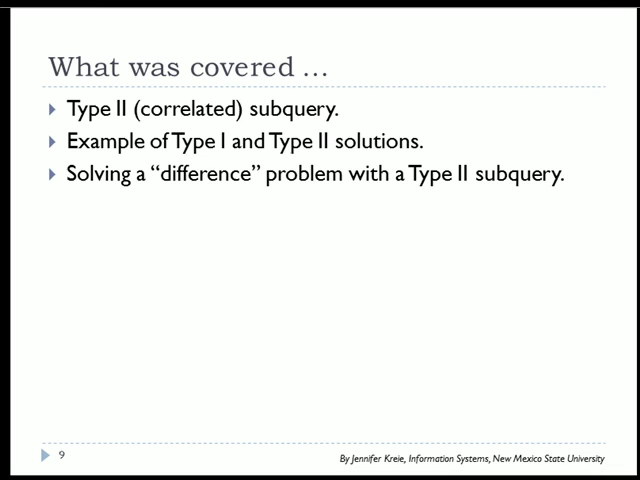 What was covered ...
Type II (correlated) subquery.
Example of Type I and Type II solutions.
Solving a “difference” problem with a Type II subquery.
9
By Jennifer Kreie, Information Systems, New Mexico State University